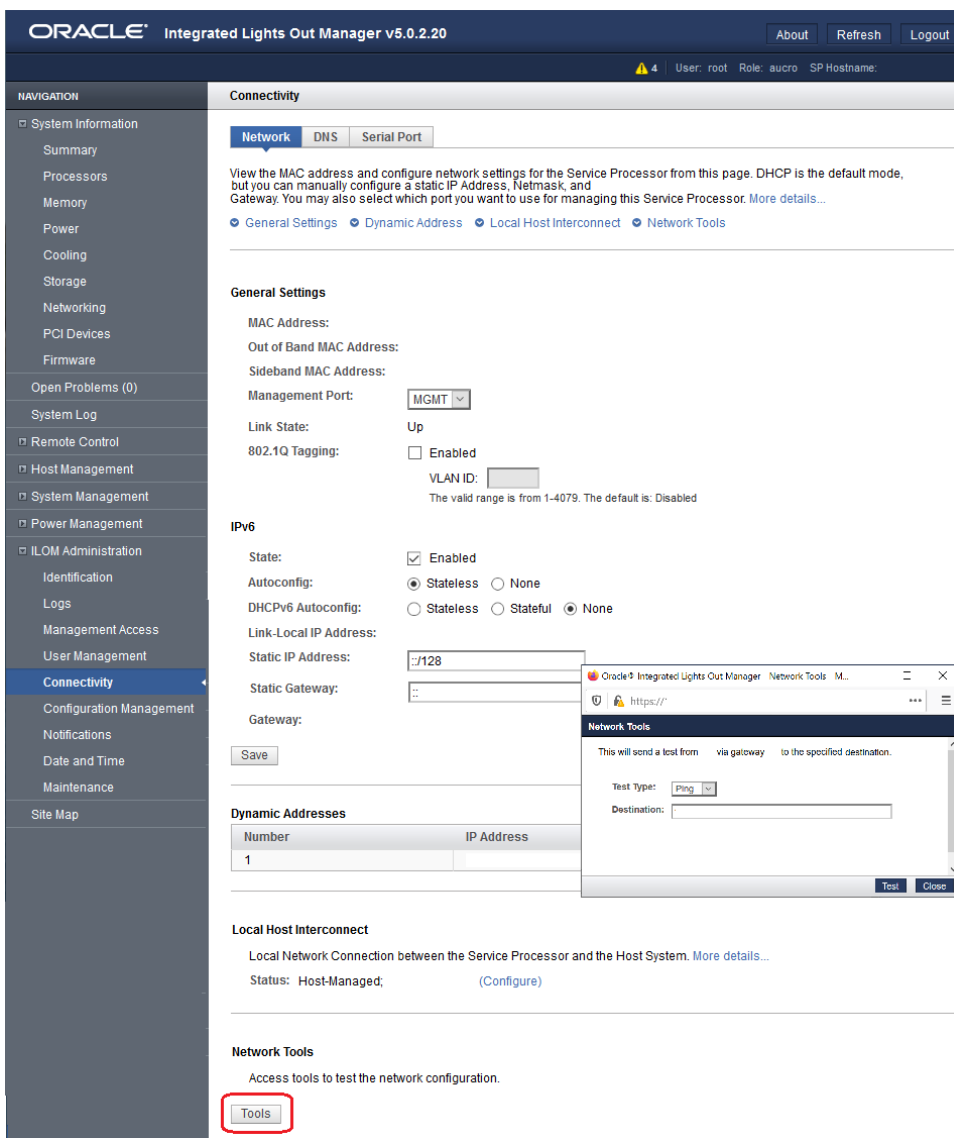 ORACLE® Integrated Lights Out Manager v5.0.2.20
About Refresh Logout
4 User: root Role: aucro SP Hostname:
NAVIGATION
System Information
Summary
Processors
Memory
Power
Cooling
Storage
Networking
PCI Devices
Firmware
Open Problems (0)
System Log
Remote Control
Host Management
System Management
Power Management
ILOM Administration
Identification
Logs
Management Access
User Management
Connectivity
Configuration Management
Notifications
Date and Time
Maintenance
Site Map
Connectivity
Network DNS Serial Port
View the MAC address and configure network settings for the Service Processor from this page. DHCP is the default mode,
but you can manually configure a static IP Address, Netmask, and
Gateway. You may also select which port you want to use for managing this Service Processor. More details...
General Settings Dynamic Address Local Host Interconnect Network Tools
General Settings
MAC Address:
Out of Band MAC Address:
Sideband MAC Address:
Management Port: MGMT
Link State: Up
802.1Q Tagging: Enabled
VLAN ID:
The valid range is from 1-4079. The default is: Disabled
IPv6
State: Enabled
Autoconfig: Stateless None
DHCPv6 Autoconfig: Stateless Stateful None
Link-Local IP Address:
Static IP Address: ::/128
Static Gateway: ::
Gateway:
Save
Dynamic Addresses
Number IP Address
1
Local Host Interconnect
Local Network Connection between the Service Processor and the Host System. More details...
Status: Host-Managed; (Configure)
Network Tools
Access tools to test the network configuration.
Tools
Oracle® Integrated Lights Out Manager Network Tools M...
https://
Network Tools
This will send a test from via gateway to the specified destination.
Test Type: Ping
Destination:
Test Close